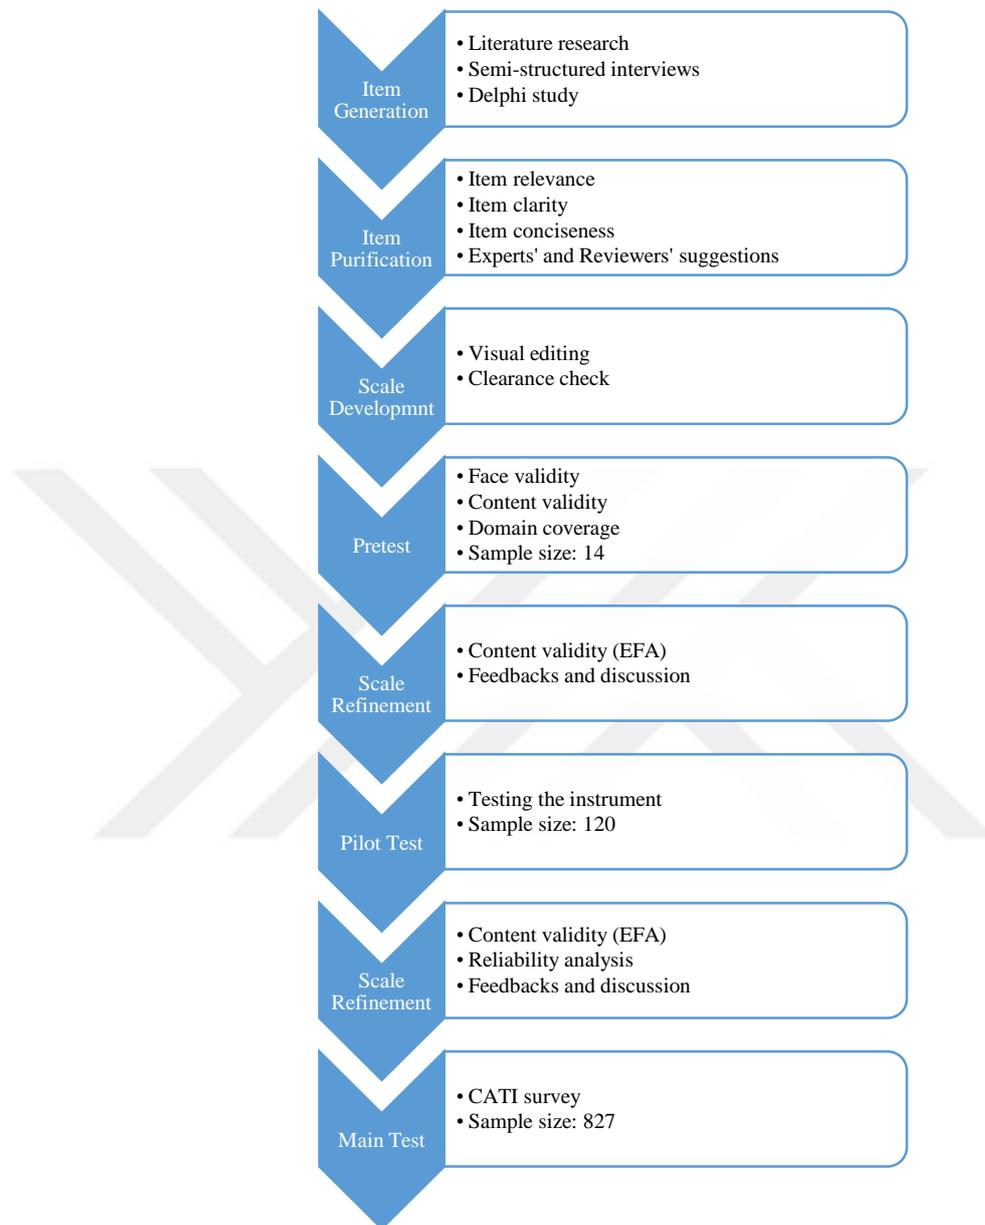 Item
Generation
• Literature research
• Semi-structured interviews
• Delphi study
Item
Purification
• Item relevance
• Item clarity
• Item conciseness
• Experts' and Reviewers' suggestions
Scale
Developmnt
• Visual editing
• Clearance check
Pretest
• Face validity
• Content validity
• Domain coverage
• Sample size: 14
Scale
Refinement
• Content validity (EFA)
• Feedbacks and discussion
Pilot Test
• Testing the instrument
• Sample size: 120
Scale
Refinement
• Content validity (EFA)
• Reliability analysis
• Feedbacks and discussion
Main Test
• CATI survey
• Sample size: 827